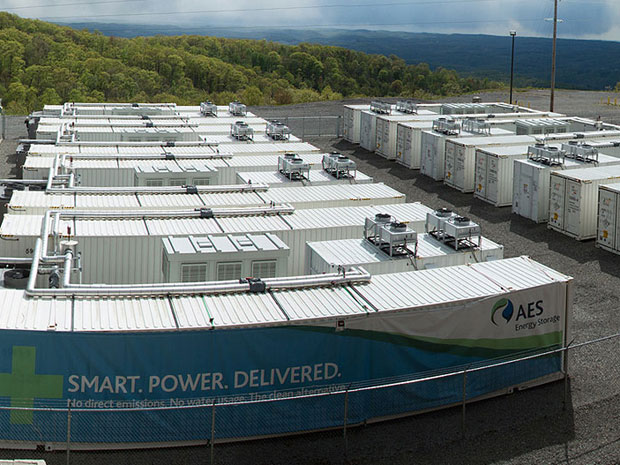 AES
Energy Storage
SMART. POWER. DELIVERED.
No direct emissions. No water usage. The clean alternative.